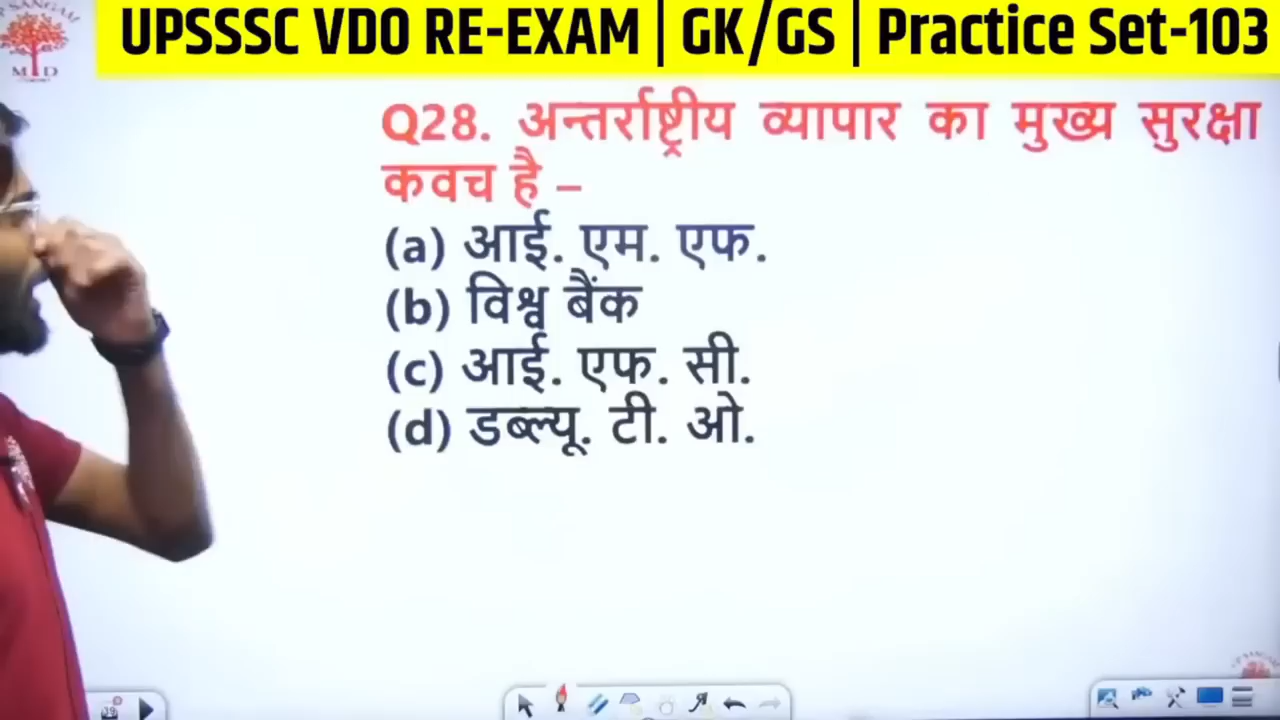 UPSSSC VDO RE-EXAM | GK/GS | Practice Set-103
Q28. अन्तर्राष्ट्रीय व्यापार का मुख्य सुरक्षा
कवच है –
(a) आई. एम. एफ.
(b) विश्व बैंक
(c) आई. एफ. सी.
(d) डब्ल्यू. टी. ओ.